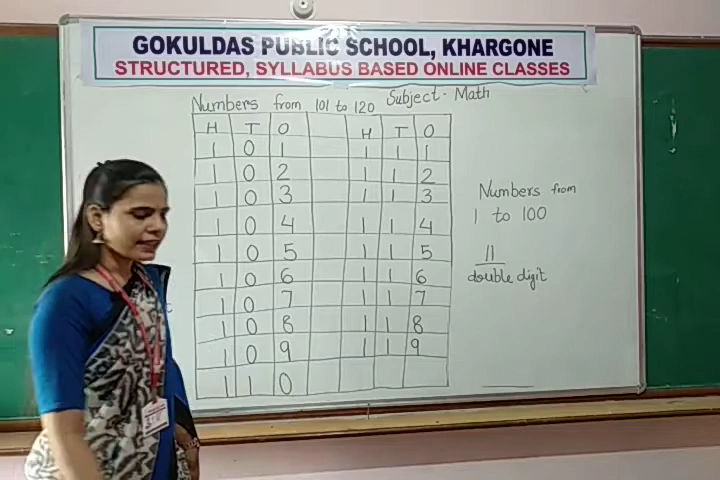 GOKULDAS PUBLIC SCHOOL, KHARGONE
STRUCTURED, SYLLABUS BASED ONLINE CLASSES
Numbers from 101 to 120 Subject - Math
H T O H T O
1 0 1 1 1 1
1 0 2 1 1 2
1 0 3 1 1 3
1 0 4 1 1 4
1 0 5 1 1 5
1 0 6 1 1 6
1 0 7 1 1 7
1 0 8 1 1 8
1 0 9 1 1 9
1 1 0
Numbers from
1 to 100
11
double digit